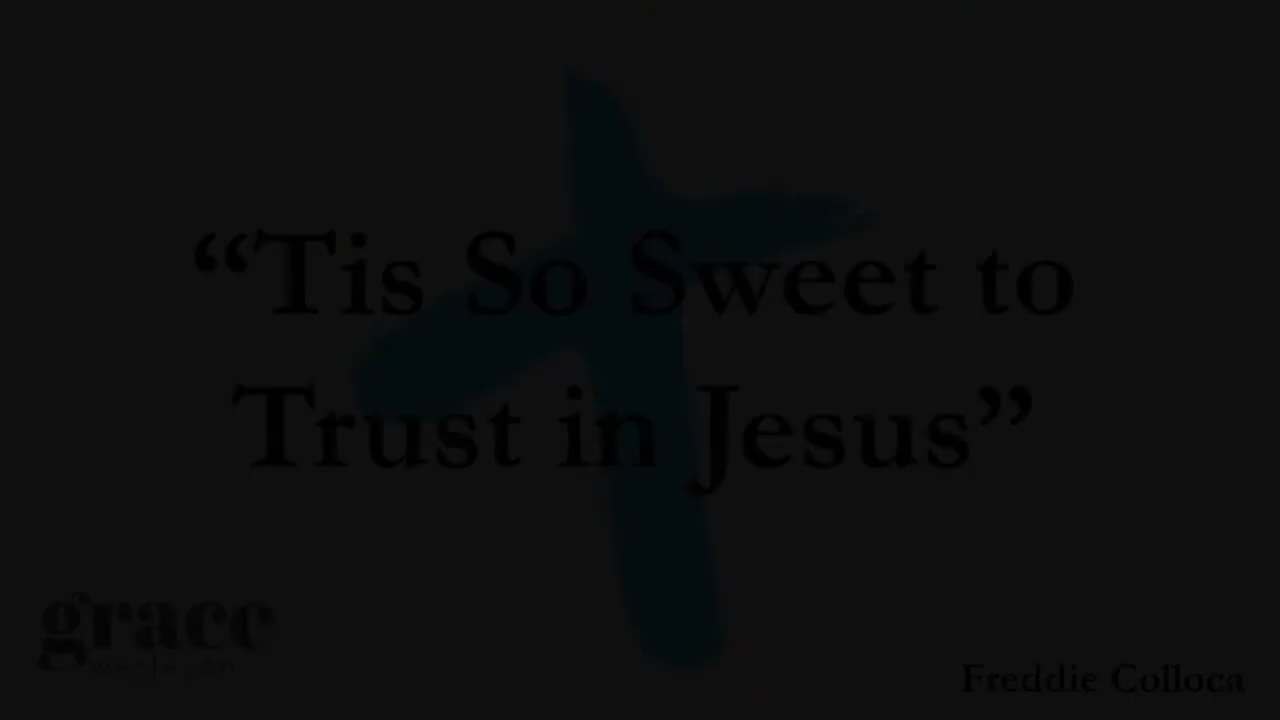 “Tis So Sweet to
Trust in Jesus”
grace
Freddie Colloca